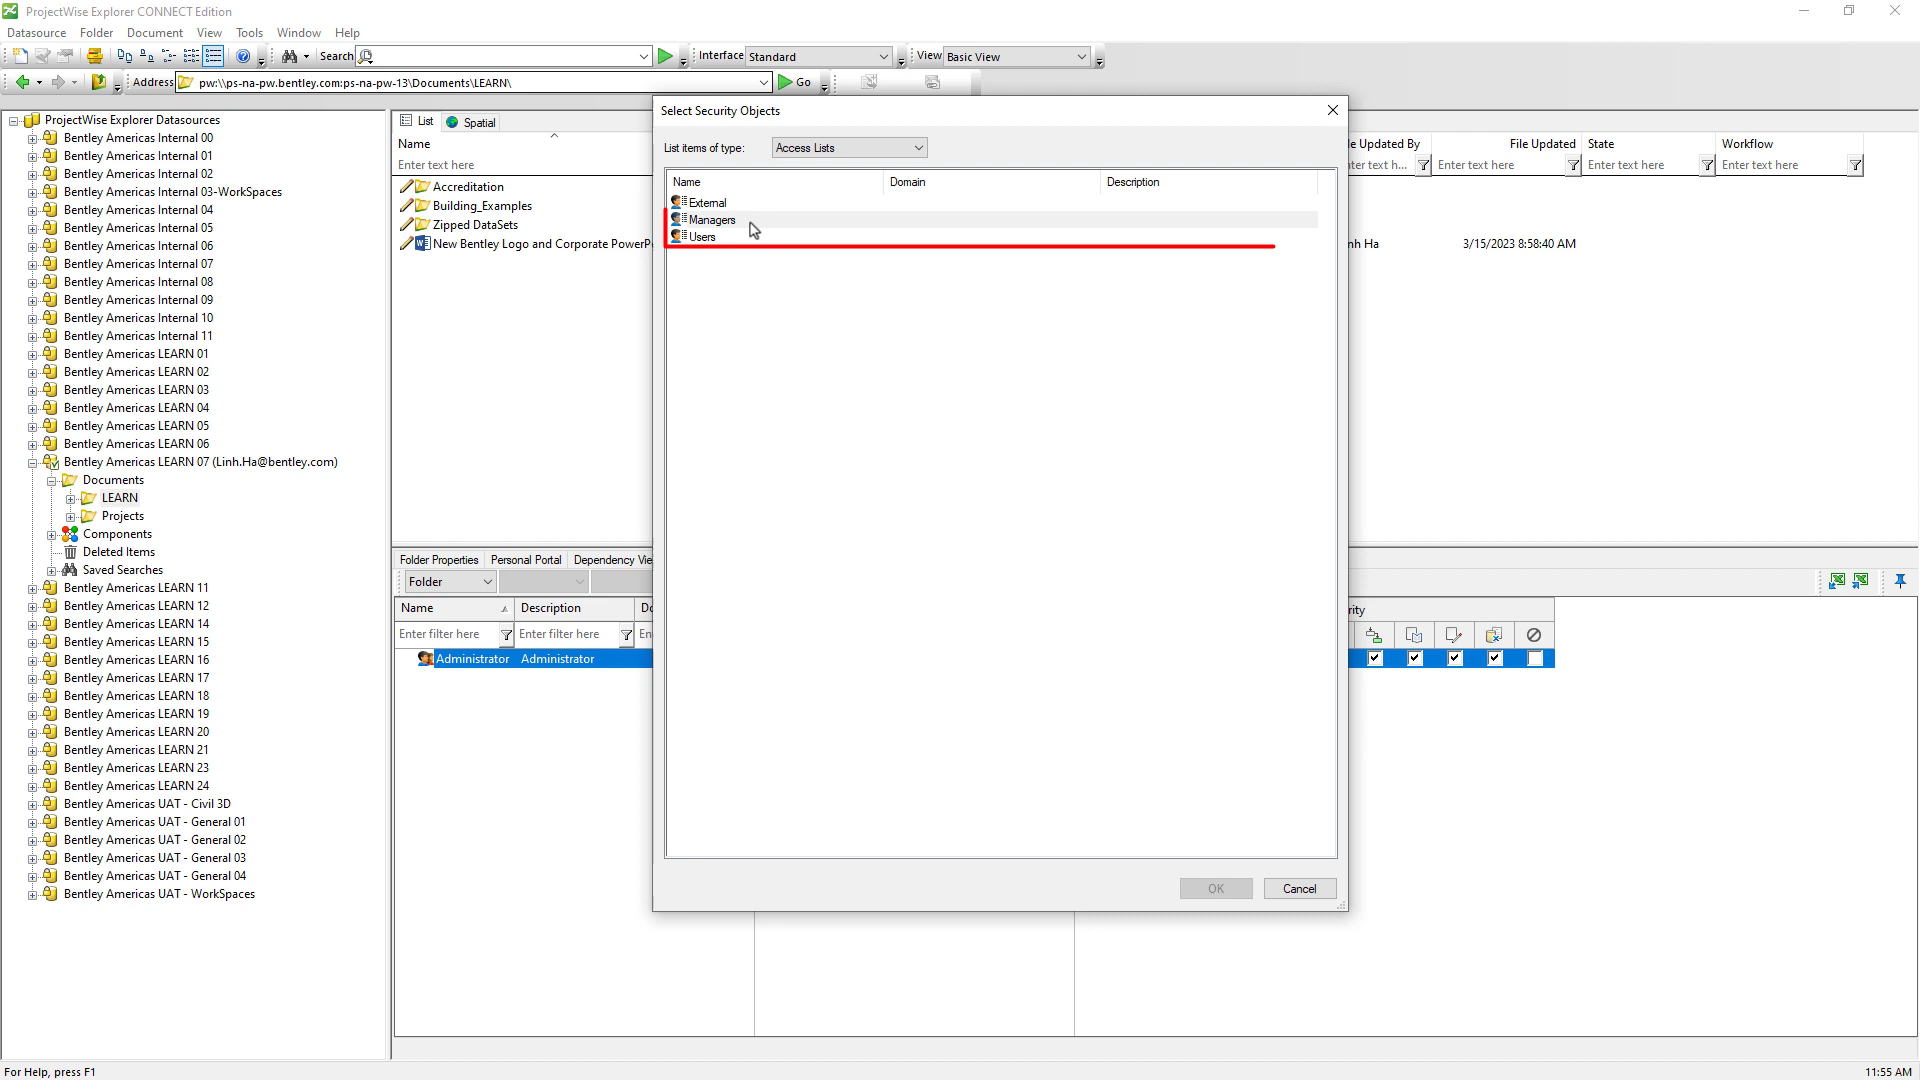 ProjectWise Explorer CONNECT Edition
Datasource Folder Document View Tools Window Help
Search Interface Standard View Basic View
Address pw:\\ps-na-pw.bentley.com:ps-na-pw-13\Documents\LEARN\ Go
ProjectWise Explorer Datasources
Bentley Americas Internal 00
Bentley Americas Internal 01
Bentley Americas Internal 02
Bentley Americas Internal 03-WorkSpaces
Bentley Americas Internal 04
Bentley Americas Internal 05
Bentley Americas Internal 06
Bentley Americas Internal 07
Bentley Americas Internal 08
Bentley Americas Internal 09
Bentley Americas Internal 10
Bentley Americas Internal 11
Bentley Americas LEARN 01
Bentley Americas LEARN 02
Bentley Americas LEARN 03
Bentley Americas LEARN 04
Bentley Americas LEARN 05
Bentley Americas LEARN 06
Bentley Americas LEARN 07 (Linh.Ha@bentley.com)
Documents
LEARN
Projects
Components
Deleted Items
Saved Searches
Bentley Americas LEARN 11
Bentley Americas LEARN 12
Bentley Americas LEARN 14
Bentley Americas LEARN 15
Bentley Americas LEARN 16
Bentley Americas LEARN 17
Bentley Americas LEARN 18
Bentley Americas LEARN 19
Bentley Americas LEARN 20
Bentley Americas LEARN 21
Bentley Americas LEARN 23
Bentley Americas LEARN 24
Bentley Americas UAT - Civil 3D
Bentley Americas UAT - General 01
Bentley Americas UAT - General 02
Bentley Americas UAT - General 03
Bentley Americas UAT - General 04
Bentley Americas UAT - WorkSpaces
List Spatial
Name
Enter text here
Accreditation
Building_Examples
Zipped DataSets
New Bentley Logo and Corporate PowerP
le Updated By File Updated State Workflow
nter text h... Enter text here Enter text here Enter text here
nh Ha 3/15/2023 8:58:40 AM
Select Security Objects
List items of type: Access Lists
Name Domain Description
External
Managers
Users
OK Cancel
Folder Properties Personal Portal Dependency Vie
Folder
Name Description Do
Enter filter here Enter filter here En
Administrator Administrator
rity
For Help, press F1
11:55 AM